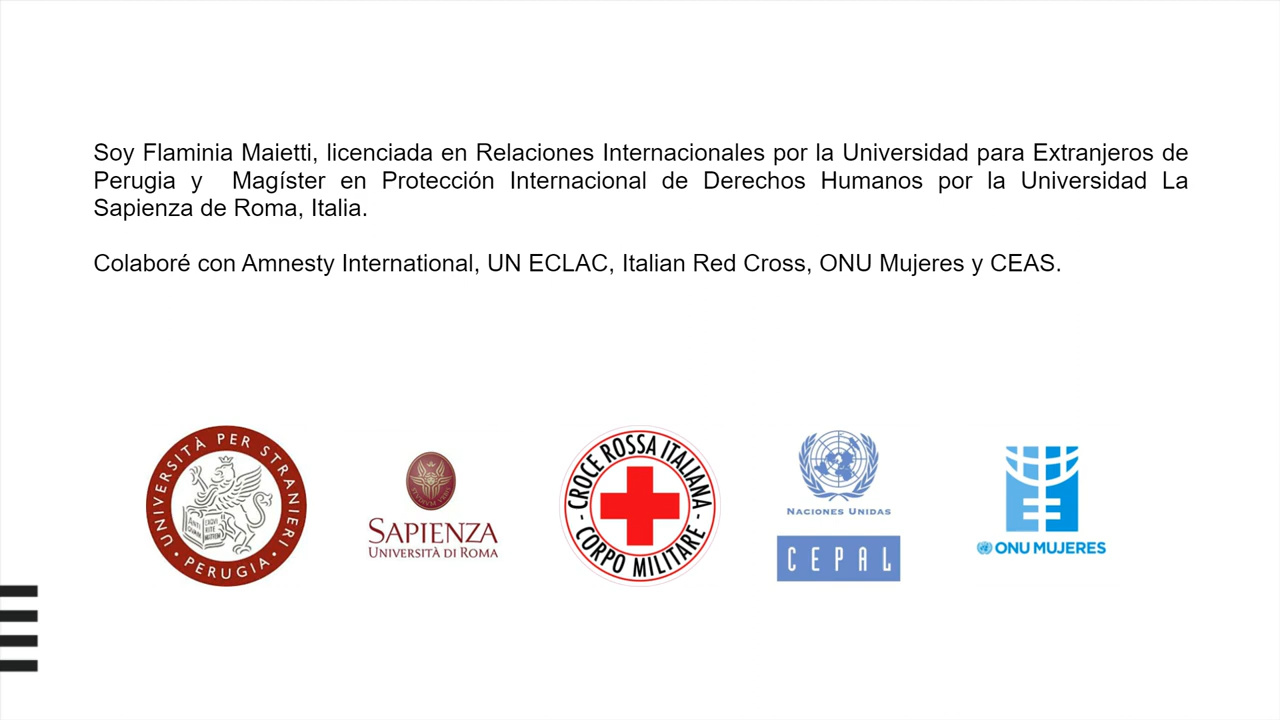 Soy Flaminia Maietti, licenciada en Relaciones Internacionales por la Universidad para Extranjeros de
Perugia y  Magíster en Protección Internacional de Derechos Humanos por la Universidad La
Sapienza de Roma, Italia.
Colaboré con Amnesty International, UN ECLAC, Italian Red Cross, ONU Mujeres y CEAS.
UNIVERSITÀ PER STRANIERI
PERUGIA
SAPIENZA
UNIVERSITÀ DI ROMA
CROCE ROSSA ITALIANA
CORPO MILITARE
NACIONES UNIDAS
CEPAL
ONU MUJERES